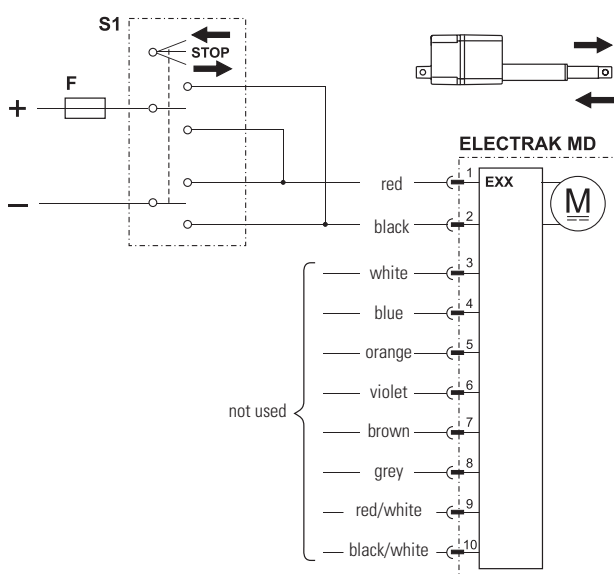 S1
STOP
F
+
−
ELECTRAK MD
EXX
M
red 1
black 2
white 3
blue 4
orange 5
violet 6
brown 7
grey 8
red/white 9
black/white 10
not used